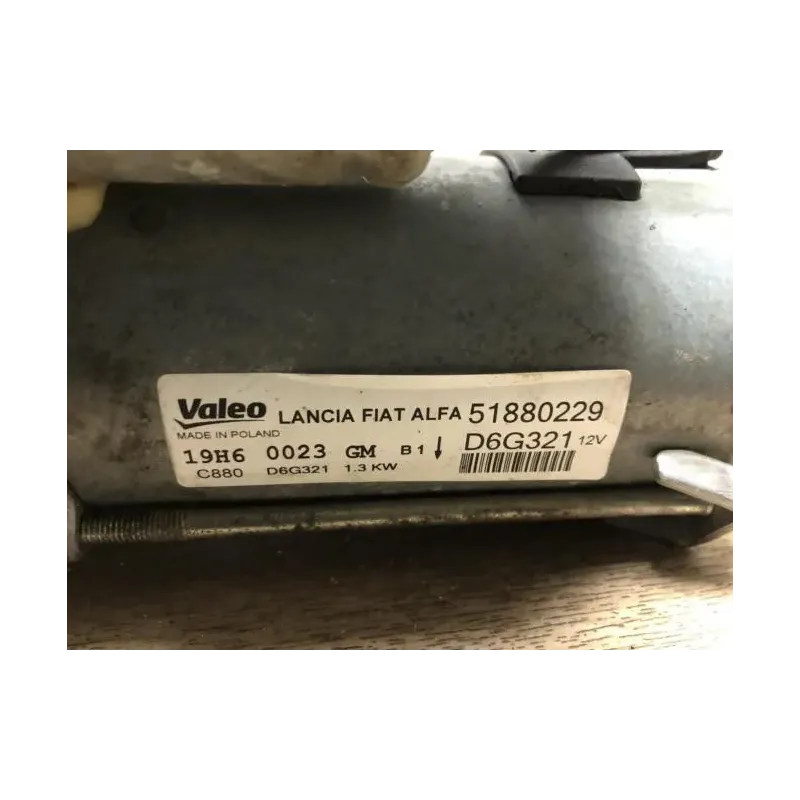 Valeo LANCIA FIAT ALFA 51880229
MADE IN POLAND
D6G321 12V
19H6 0023 GM B1↓
C880 D6G321 1.3 KW